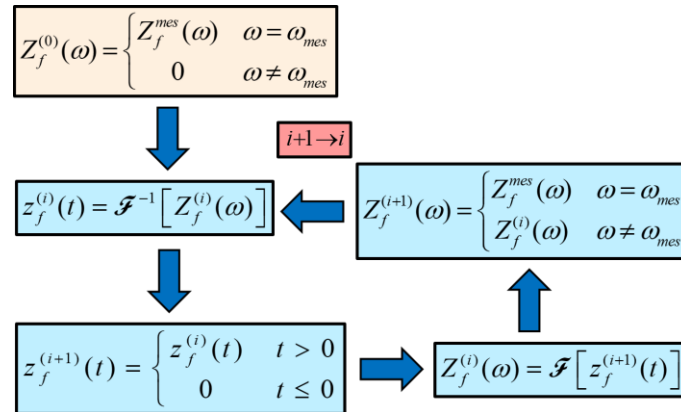 Z_f^{(0)}(ω) = { Z_f^{mes}(ω) ω = ω_{mes}
0 ω ≠ ω_{mes}
i+1→i
z_f^{(i)}(t) = ℱ^{-1}[Z_f^{(i)}(ω)]
Z_f^{(i+1)}(ω) = { Z_f^{mes}(ω) ω = ω_{mes}
Z_f^{(i)}(ω) ω ≠ ω_{mes}
z_f^{(i+1)}(t) = { z_f^{(i)}(t) t > 0
0 t ≤ 0
Z_f^{(i)}(ω) = ℱ[z_f^{(i+1)}(t)]